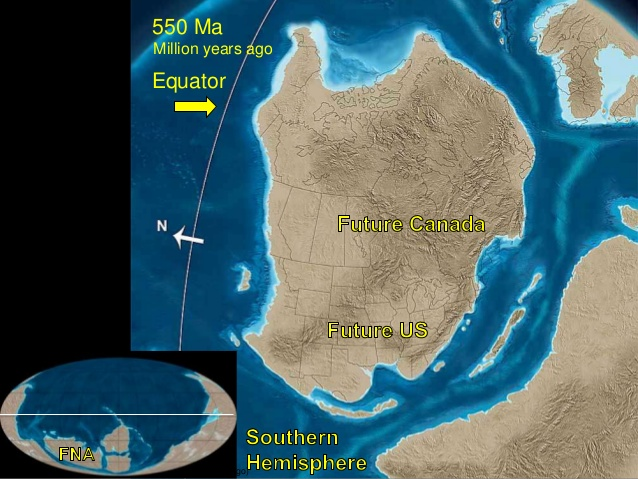 550 Ma
Million years ago
Equator
N
Future Canada
Future US
FNA
Southern
Hemisphere